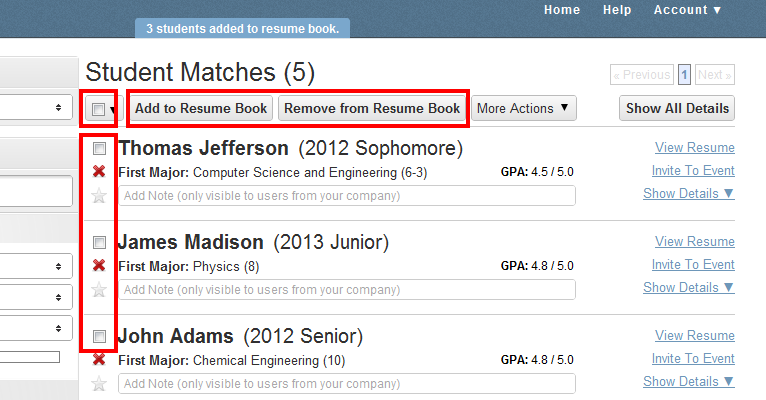 Home Help Account ▼
3 students added to resume book.
Student Matches (5)
« Previous 1 Next »
Add to Resume Book Remove from Resume Book More Actions ▼ Show All Details
Thomas Jefferson (2012 Sophomore) View Resume
First Major: Computer Science and Engineering (6-3) GPA: 4.5 / 5.0 Invite To Event
Add Note (only visible to users from your company) Show Details ▼
James Madison (2013 Junior) View Resume
First Major: Physics (8) GPA: 4.8 / 5.0 Invite To Event
Add Note (only visible to users from your company) Show Details ▼
John Adams (2012 Senior) View Resume
First Major: Chemical Engineering (10) GPA: 4.8 / 5.0 Invite To Event
Add Note (only visible to users from your company) Show Details ▼